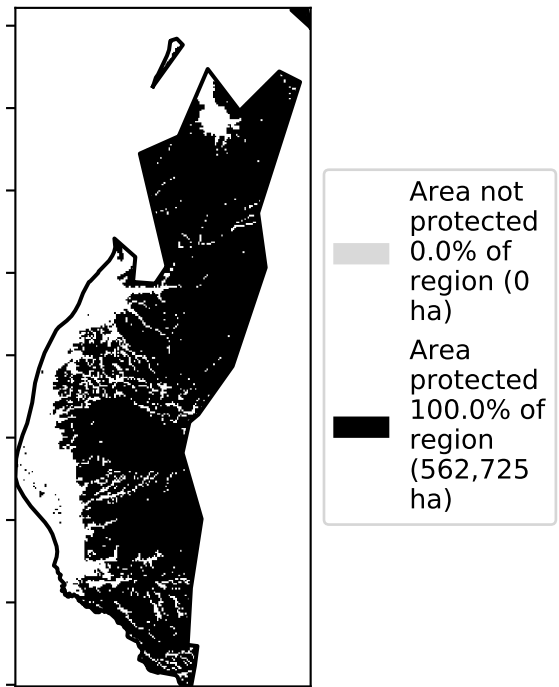 Area not
protected
0.0% of
region (0
ha)
Area
protected
100.0% of
region
(562,725
ha)